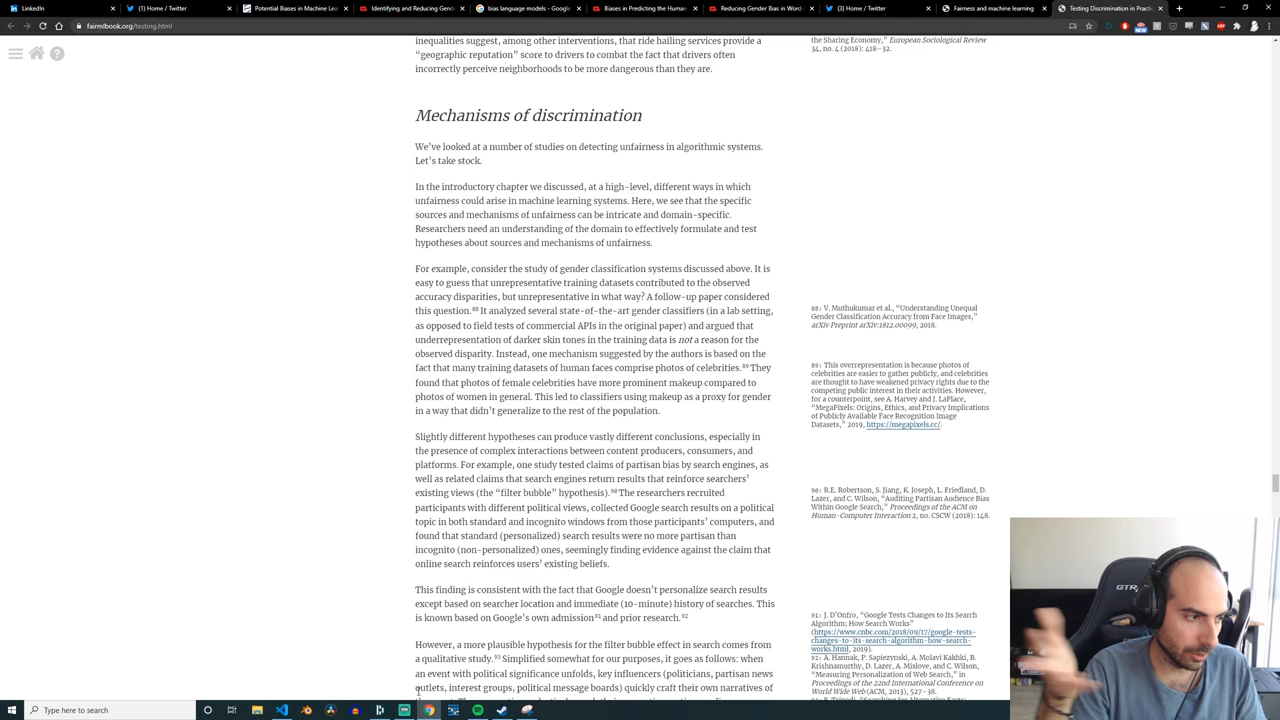 LinkedIn
(1) Home / Twitter
Potential Biases in Machine Lea
Identifying and Reducing Gende
bias language models - Google
Biases in Predicting the Human
Reducing Gender Bias in Word-
(1) Home / Twitter
Fairness and machine learning
Testing Discrimination in Practic
fairmlbook.org/testing.html
inequalities suggest, among other interventions, that ride hailing services provide a
“geographic reputation” score to drivers to combat the fact that drivers often
incorrectly perceive neighborhoods to be more dangerous than they are.
the Sharing Economy,” European Sociological Review
34, no. 4 (2018): 418–32.
Mechanisms of discrimination
We’ve looked at a number of studies on detecting unfairness in algorithmic systems.
Let’s take stock.
In the introductory chapter we discussed, at a high-level, different ways in which
unfairness could arise in machine learning systems. Here, we see that the specific
sources and mechanisms of unfairness can be intricate and domain-specific.
Researchers need an understanding of the domain to effectively formulate and test
hypotheses about sources and mechanisms of unfairness.
For example, consider the study of gender classification systems discussed above. It is
easy to guess that unrepresentative training datasets contributed to the observed
accuracy disparities, but unrepresentative in what way? A follow-up paper considered
this question.88 It analyzed several state-of-the-art gender classifiers (in a lab setting,
as opposed to field tests of commercial APIs in the original paper) and argued that
underrepresentation of darker skin tones in the training data is not a reason for the
observed disparity. Instead, one mechanism suggested by the authors is based on the
fact that many training datasets of human faces comprise photos of celebrities.89 They
found that photos of female celebrities have more prominent makeup compared to
photos of women in general. This led to classifiers using makeup as a proxy for gender
in a way that didn’t generalize to the rest of the population.
88: V. Muthukumar et al., “Understanding Unequal
Gender Classification Accuracy from Face Images,”
arXiv Preprint arXiv:1812.00099, 2018.
89: This overrepresentation is because photos of
celebrities are easier to gather publicly, and celebrities
are thought to have weakened privacy rights due to the
competing public interest in their activities. However,
for a counterpoint, see A. Harvey and J. LaPlace,
“MegaPixels: Origins, Ethics, and Privacy Implications
of Publicly Available Face Recognition Image
Datasets,” 2019, https://megapixels.cc/.
Slightly different hypotheses can produce vastly different conclusions, especially in
the presence of complex interactions between content producers, consumers, and
platforms. For example, one study tested claims of partisan bias by search engines, as
well as related claims that search engines return results that reinforce searchers’
existing views (the “filter bubble” hypothesis).90 The researchers recruited
participants with different political views, collected Google search results on a political
topic in both standard and incognito windows from those participants’ computers, and
found that standard (personalized) search results were no more partisan than
incognito (non-personalized) ones, seemingly finding evidence against the claim that
online search reinforces users’ existing beliefs.
90: R.E. Robertson, S. Jiang, K. Joseph, L. Friedland, D.
Lazer, and C. Wilson, “Auditing Partisan Audience Bias
Within Google Search,” Proceedings of the ACM on
Human-Computer Interaction 2, no. CSCW (2018): 148.
This finding is consistent with the fact that Google doesn’t personalize search results
except based on searcher location and immediate (10-minute) history of searches. This
is known based on Google’s own admission91 and prior research.92
91: J. D’Onfro, “Google Tests Changes to Its Search
Algorithm; How Search Works”
(https://www.cnbc.com/2018/09/17/google-tests-
changes-to-its-search-algorithm-how-search-
works.html, 2019).
92: A. Hannak, P. Sapiezynski, A. Molavi Kakhki, B.
Krishnamurthy, D. Lazer, A. Mislove, and C. Wilson,
“Measuring Personalization of Web Search,” in
Proceedings of the 22nd International Conference on
World Wide Web (ACM, 2013), 527–38.
However, a more plausible hypothesis for the filter bubble effect in search comes from
a qualitative study.93 Simplified somewhat for our purposes, it goes as follows: when
an event with political significance unfolds, key influencers (politicians, partisan news
outlets, interest groups, political message boards) quickly craft their own narratives of
GTR
Type here to search